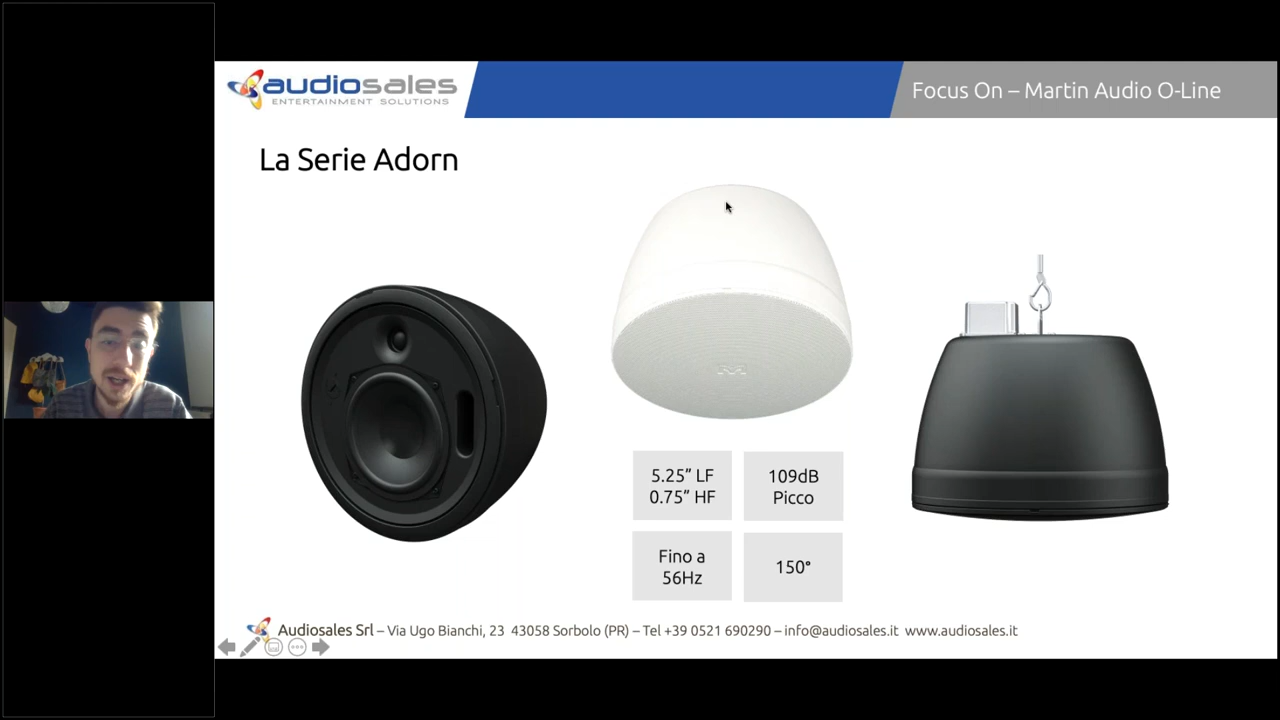 audiosales
ENTERTAINMENT SOLUTIONS
Focus On – Martin Audio O-Line
La Serie Adorn
5.25” LF
0.75” HF
109dB
Picco
Fino a
56Hz
150°
Audiosales Srl – Via Ugo Bianchi, 23 43058 Sorbolo (PR) – Tel +39 0521 690290 – info@audiosales.it www.audiosales.it